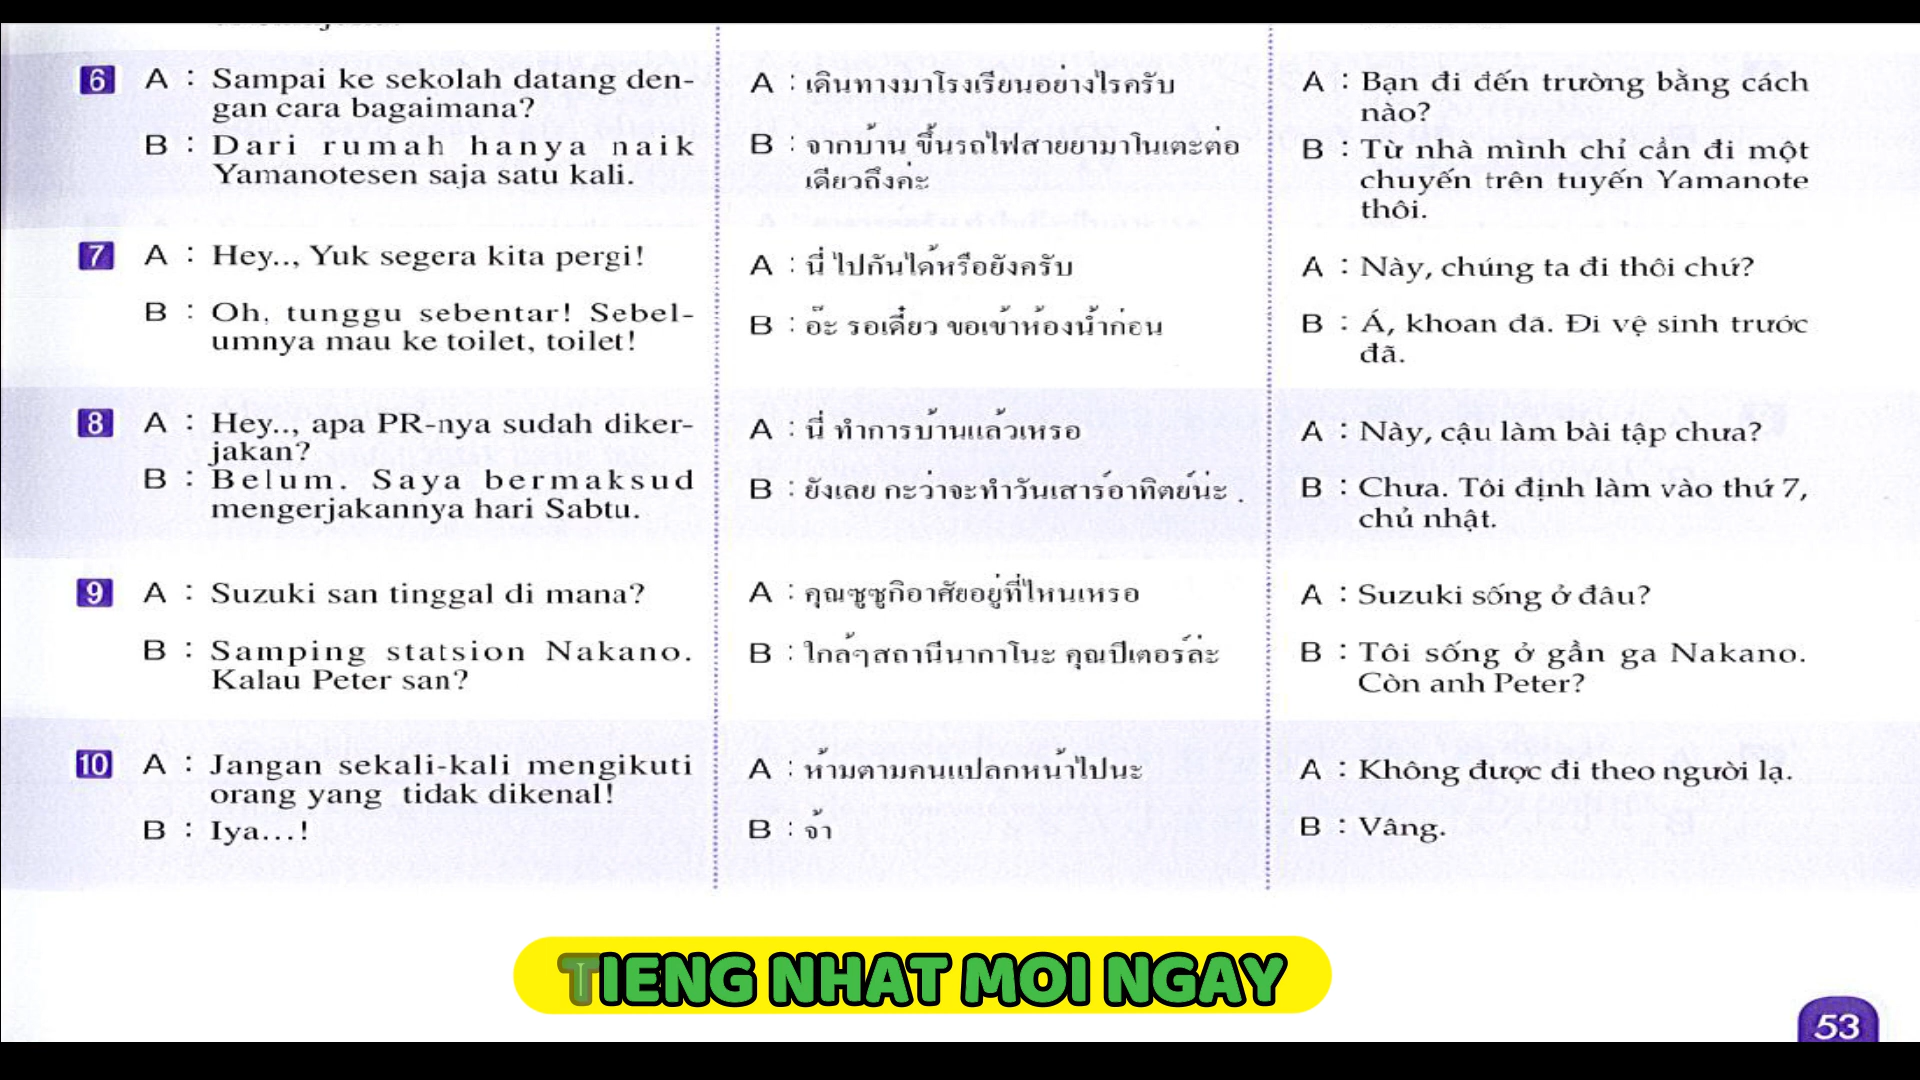 6 A : Sampai ke sekolah datang den-
gan cara bagaimana?
B : Dari rumah hanya naik
Yamanotesen saja satu kali.
7 A : Hey.., Yuk segera kita pergi!
B : Oh, tunggu sebentar! Sebel-
umnya mau ke toilet, toilet!
8 A : Hey.., apa PR-nya sudah diker-
jakan?
B : Belum. Saya bermaksud
mengerjakannya hari Sabtu.
9 A : Suzuki san tinggal di mana?
B : Samping statsion Nakano.
Kalau Peter san?
10 A : Jangan sekali-kali mengikuti
orang yang tidak dikenal!
B : Iya...!
A : เดินทางมาโรงเรียนอย่างไรครับ
B : จากบ้าน ขึ้นรถไฟสายยามาโนเตะต่อ
เดียวถึงค่ะ
A : นี่ ไปกันได้หรือยังครับ
B : อ๊ะ รอเดี๋ยว ขอเข้าห้องน้ำก่อน
A : นี่ ทำการบ้านแล้วเหรอ
B : ยังเลย กะว่าจะทำวันเสาร์อาทิตย์น่ะ .
A : คุณซูซูกิอาศัยอยู่ที่ไหนเหรอ
B : ใกล้ๆสถานีนากาโนะ คุณปีเตอร์ล่ะ
A : ห้ามตามคนแปลกหน้าไปนะ
B : จ้า
A : Bạn đi đến trường bằng cách
nào?
B : Từ nhà mình chỉ cần đi một
chuyến trên tuyến Yamanote
thôi.
A : Này, chúng ta đi thôi chứ?
B : Á, khoan đã. Đi vệ sinh trước
đã.
A : Này, cậu làm bài tập chưa?
B : Chưa. Tôi định làm vào thứ 7,
chủ nhật.
A : Suzuki sống ở đâu?
B : Tôi sống ở gần ga Nakano.
Còn anh Peter?
A : Không được đi theo người lạ.
B : Vâng.
TIENG NHAT MOI NGAY
53